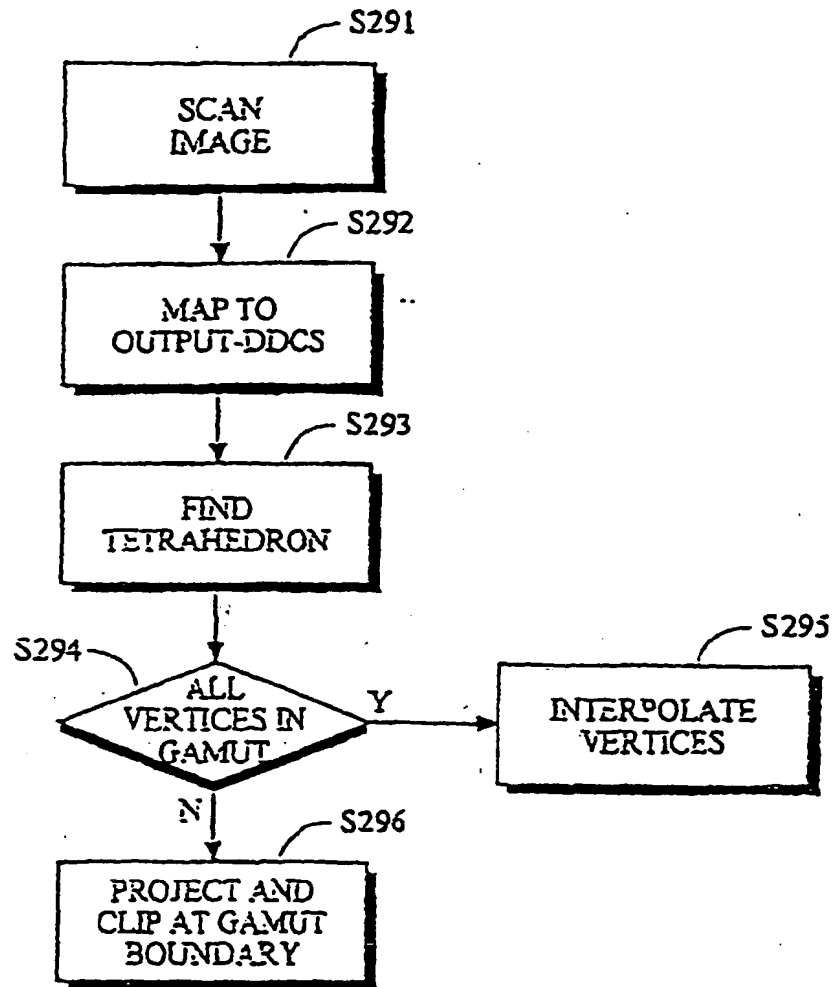 S291
SCAN
IMAGE
S292
MAP TO
OUTPUT-DDCS
S293
FIND
TETRAHEDRON
S294
ALL
VERTICES IN
GAMUT
Y
S295
INTERPOLATE
VERTICES
N
S296
PROJECT AND
CLIP AT GAMUT
BOUNDARY